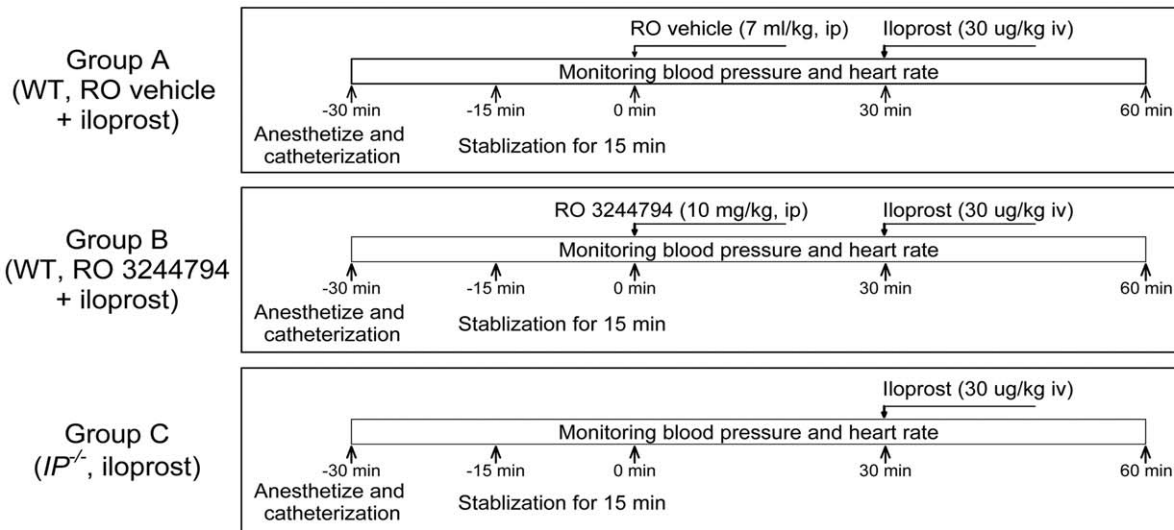 Group A
(WT, RO vehicle
+ iloprost)
RO vehicle (7 ml/kg, ip) Iloprost (30 ug/kg iv)
Monitoring blood pressure and heart rate
-30 min -15 min 0 min 30 min 60 min
Anesthetize and
catheterization Stablization for 15 min
Group B
(WT, RO 3244794
+ iloprost)
RO 3244794 (10 mg/kg, ip) Iloprost (30 ug/kg iv)
Monitoring blood pressure and heart rate
-30 min -15 min 0 min 30 min 60 min
Anesthetize and
catheterization Stablization for 15 min
Group C
(IP-/-, iloprost)
Iloprost (30 ug/kg iv)
Monitoring blood pressure and heart rate
-30 min -15 min 0 min 30 min 60 min
Anesthetize and
catheterization Stablization for 15 min